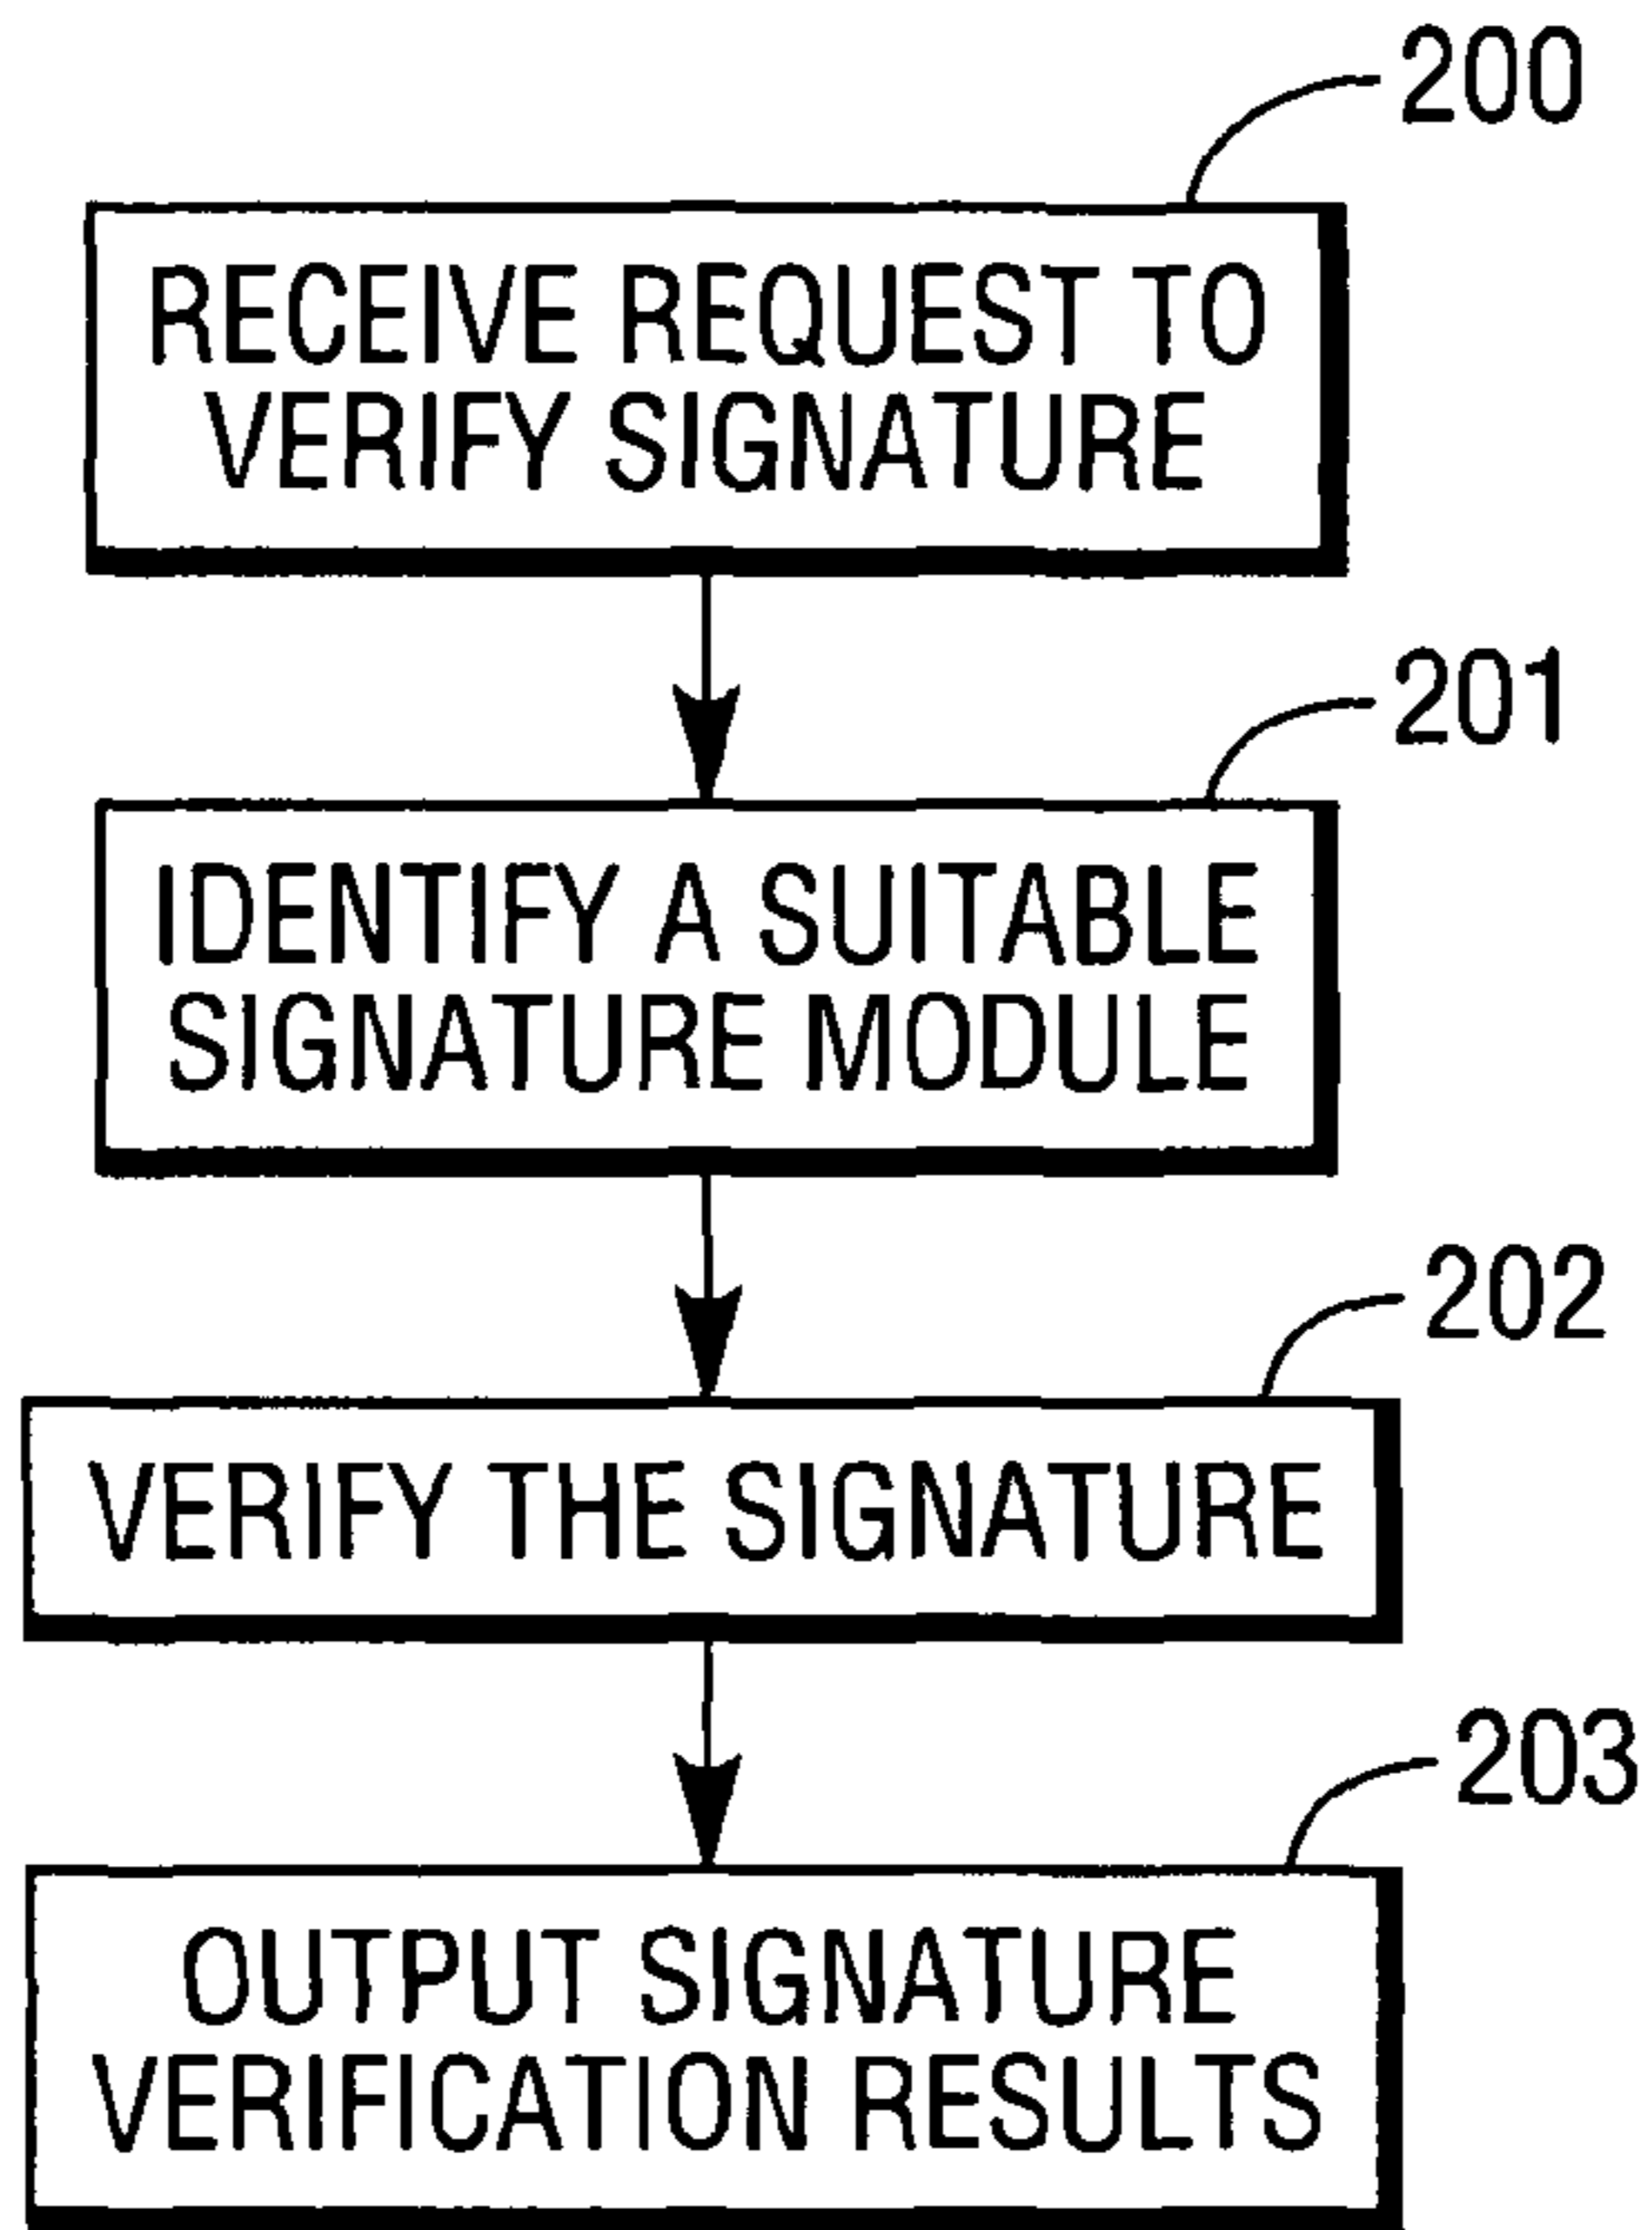 200
RECEIVE REQUEST TO
VERIFY SIGNATURE
201
IDENTIFY A SUITABLE
SIGNATURE MODULE
202
VERIFY THE SIGNATURE
203
OUTPUT SIGNATURE
VERIFICATION RESULTS